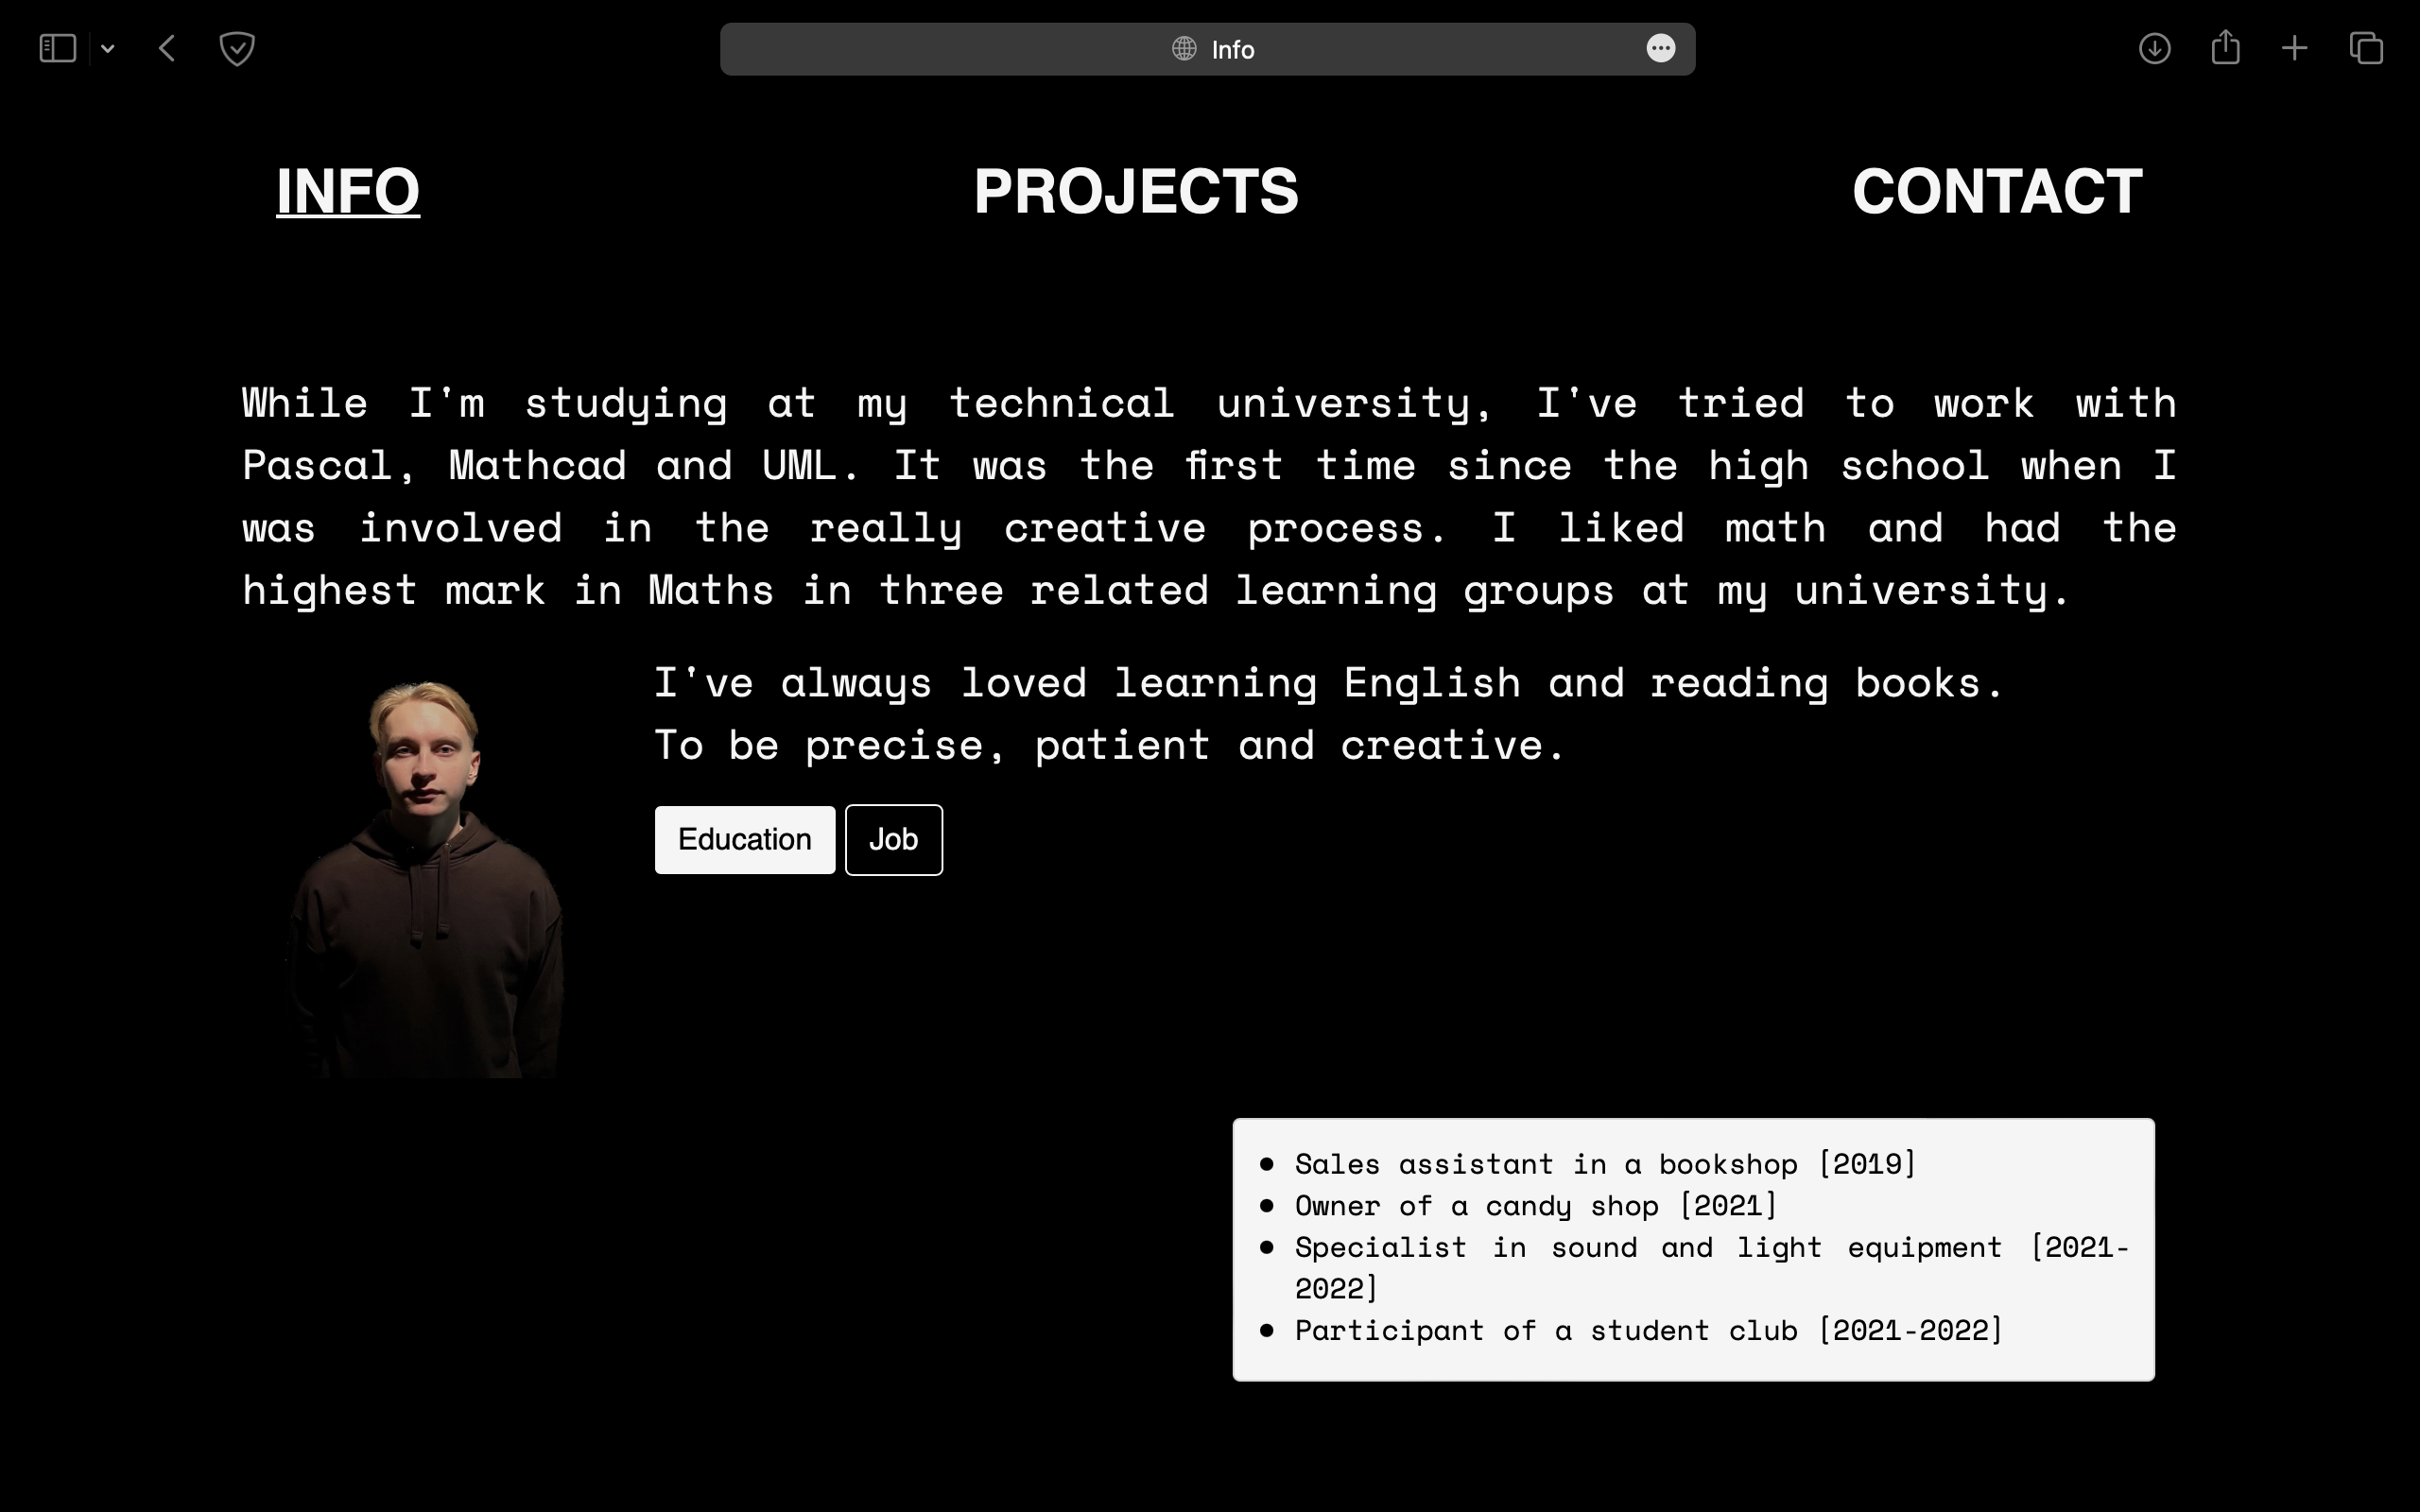 Info
INFO PROJECTS CONTACT
While I'm studying at my technical university, I've tried to work with
Pascal, Mathcad and UML. It was the first time since the high school when I
was involved in the really creative process. I liked math and had the
highest mark in Maths in three related learning groups at my university.
I've always loved learning English and reading books.
To be precise, patient and creative.
Education Job
Sales assistant in a bookshop [2019]
Owner of a candy shop [2021]
Specialist in sound and light equipment [2021-
2022]
Participant of a student club [2021-2022]